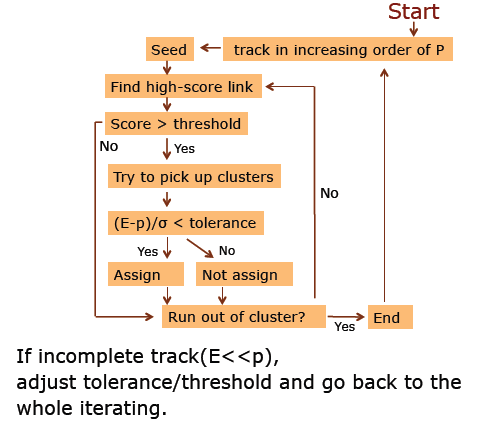 Start
Seed
track in increasing order of P
Find high-score link
Score > threshold
No
Yes
Try to pick up clusters
No
(E-p)/σ < tolerance
Yes
No
Assign
Not assign
Run out of cluster?
Yes
End
If incomplete track(E<<p),
adjust tolerance/threshold and go back to the
whole iterating.